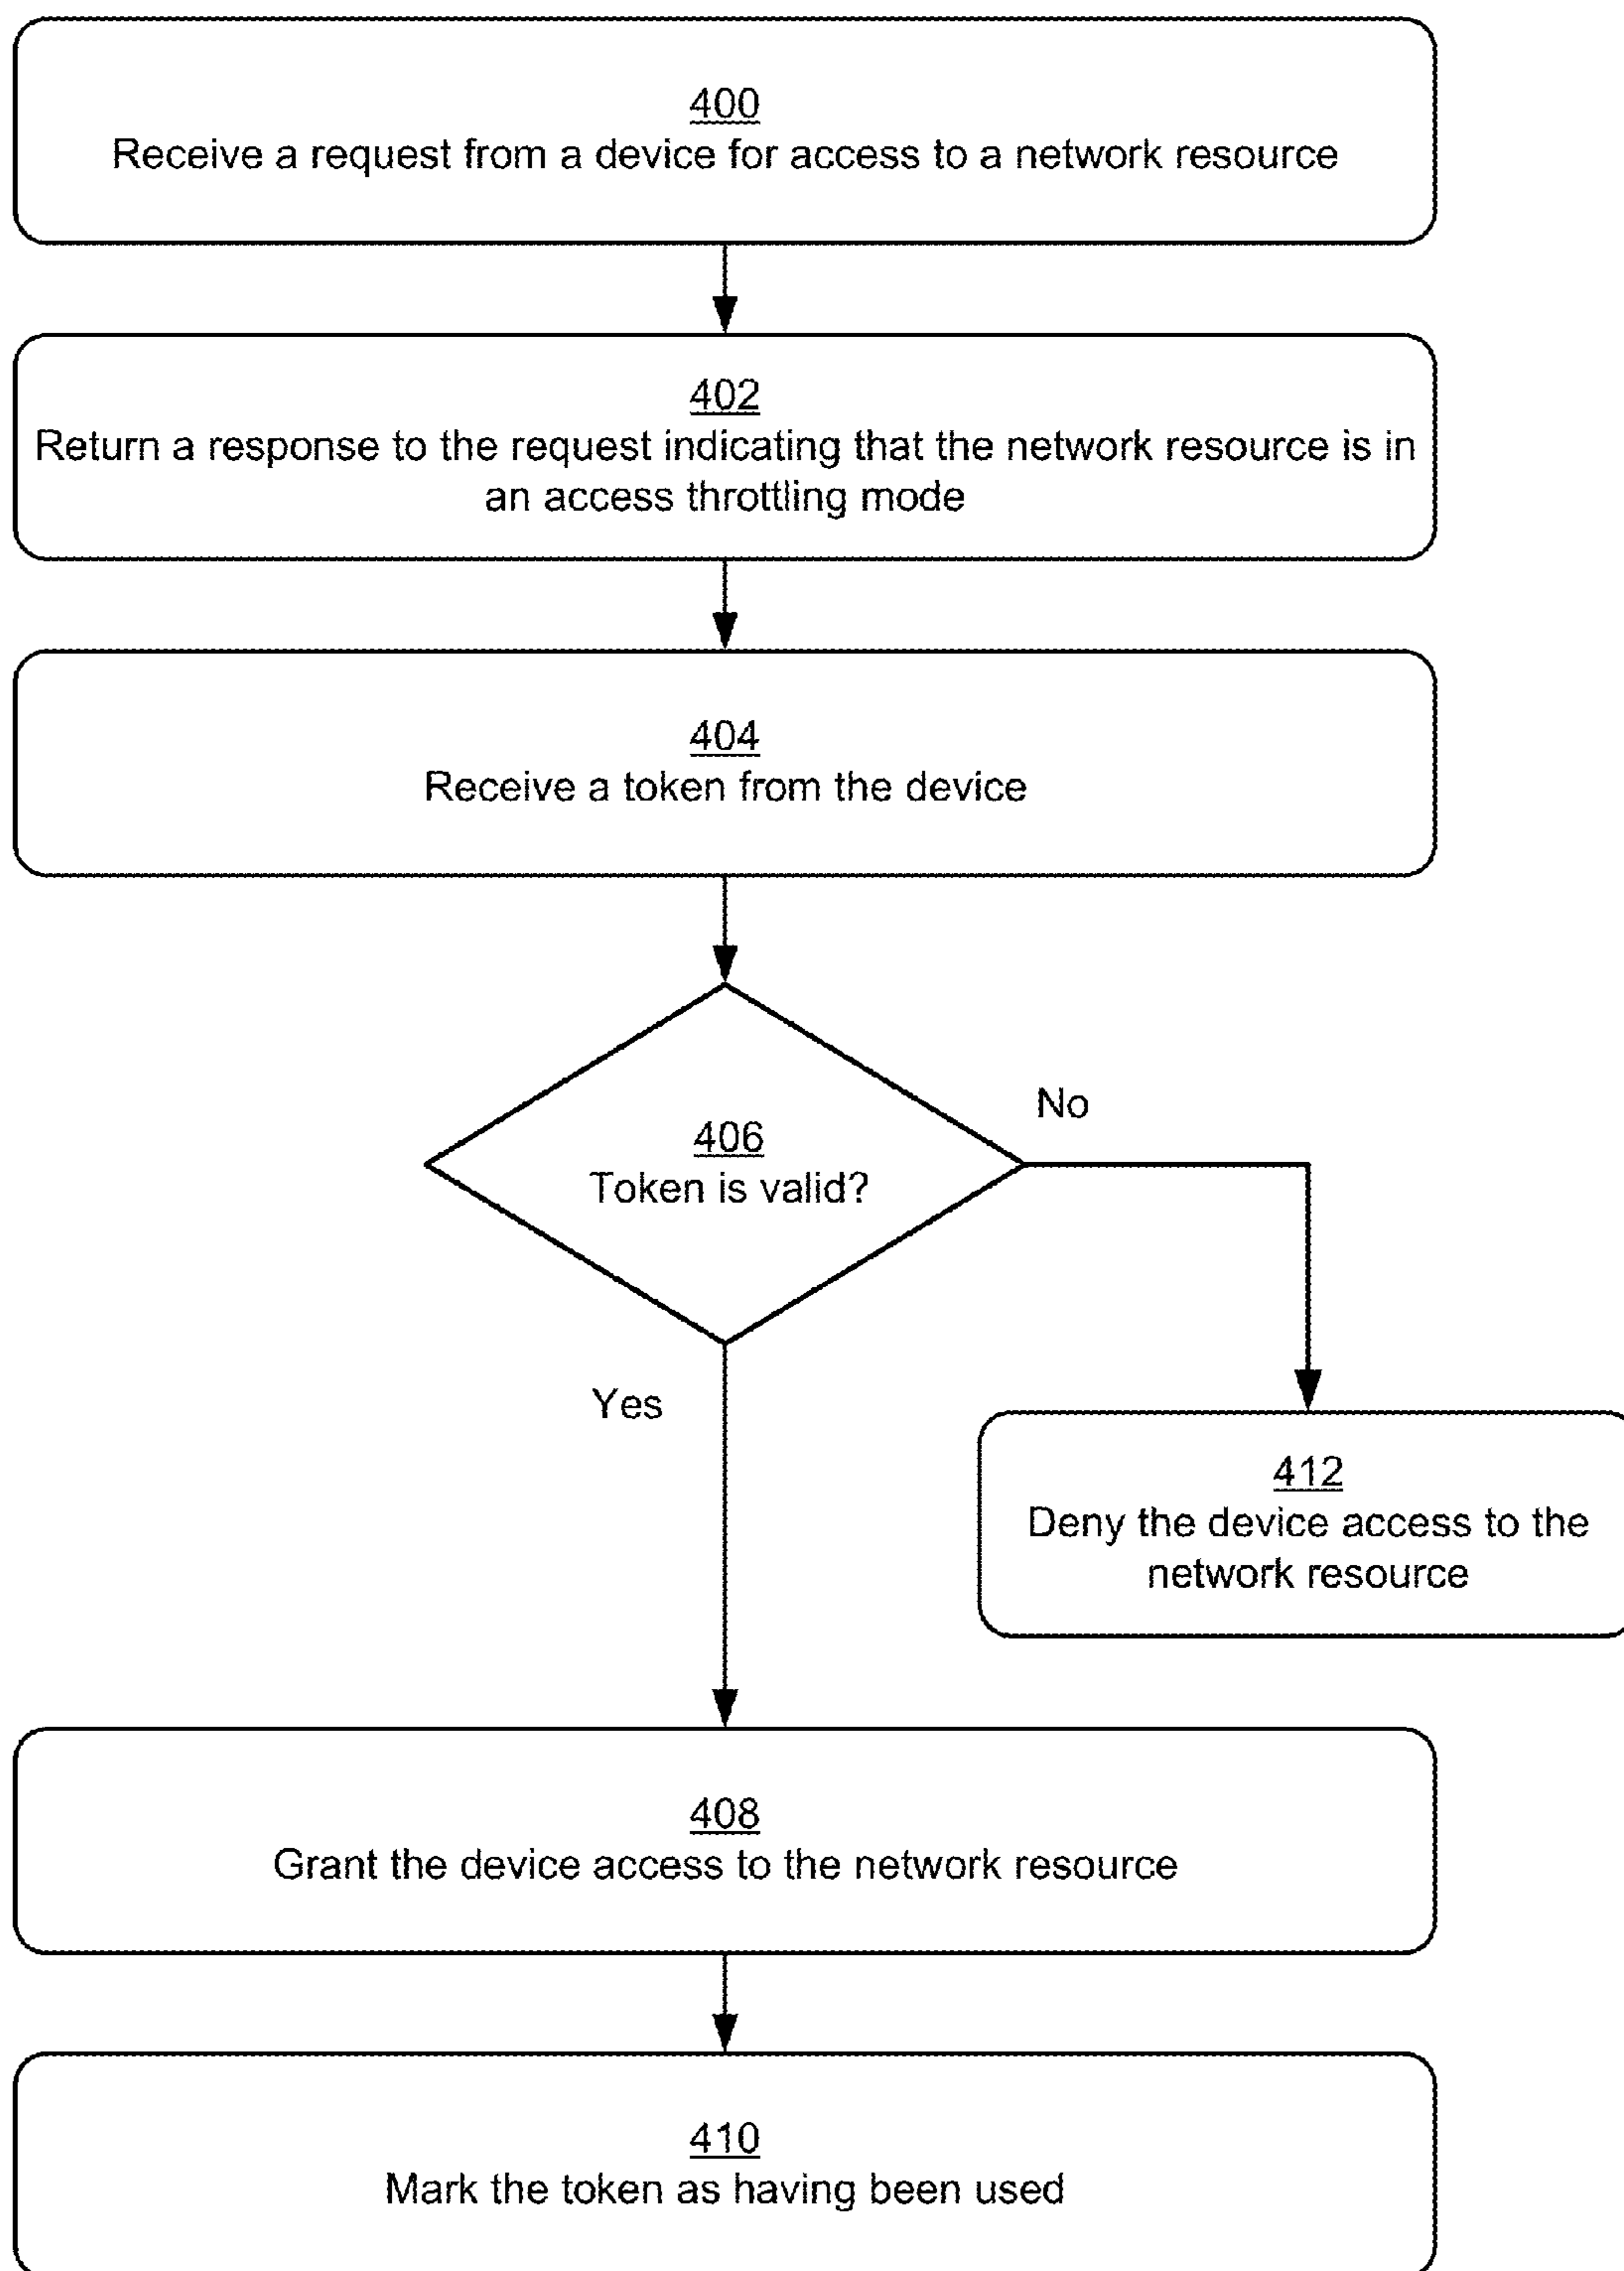 400
Receive a request from a device for access to a network resource
402
Return a response to the request indicating that the network resource is in
an access throttling mode
404
Receive a token from the device
406
Token is valid?
No
Yes
412
Deny the device access to the
network resource
408
Grant the device access to the network resource
410
Mark the token as having been used